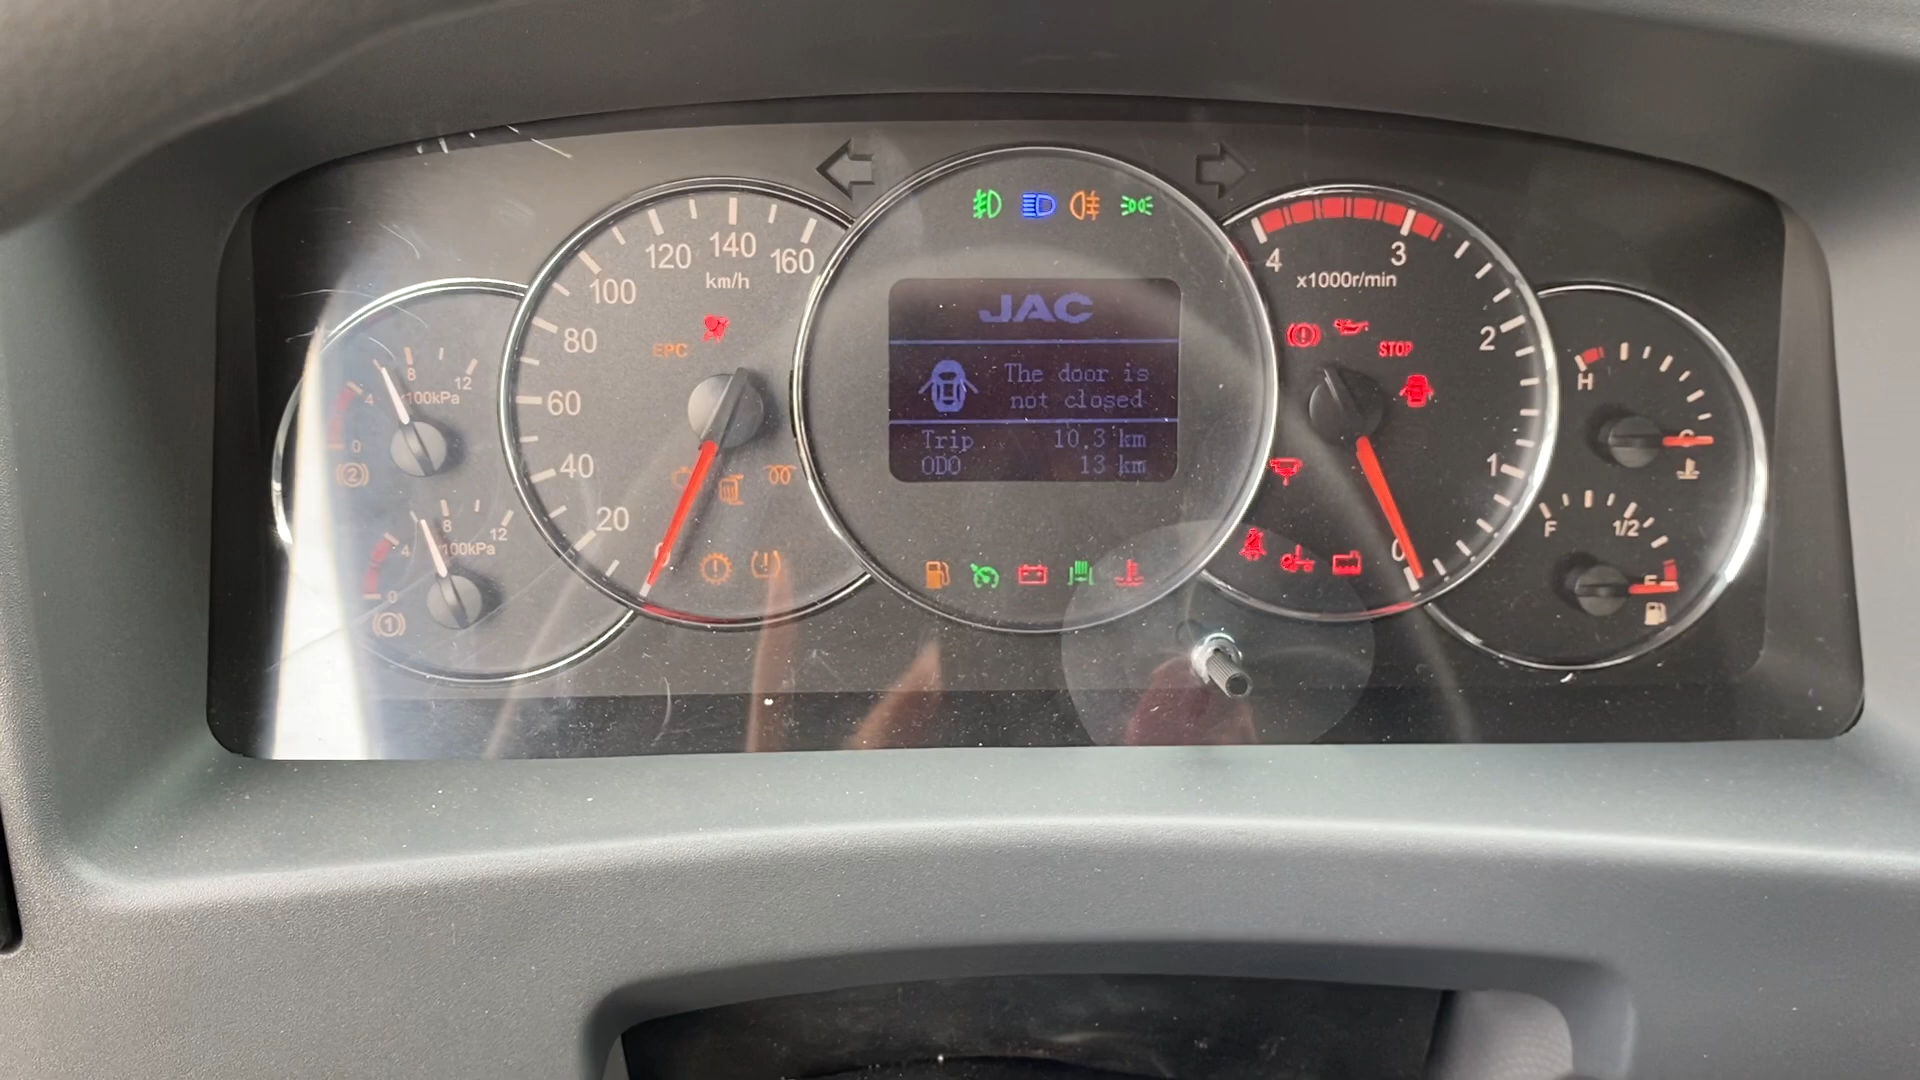 JAC
The door is
not closed
Trip 10.3 km
ODO 13 km
20
40
60
80
100
120
140
160
km/h
EPC
4
3
2
1
0
x1000r/min
STOP
0
4
8
12
x100kPa
2
0
4
8
12
x100kPa
1
H
C
F
1/2
E